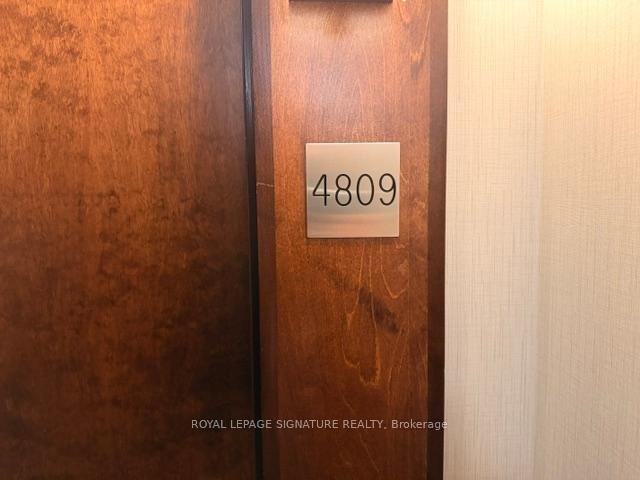 4809
ROYAL LEPAGE SIGNATURE REALTY, Brokerage